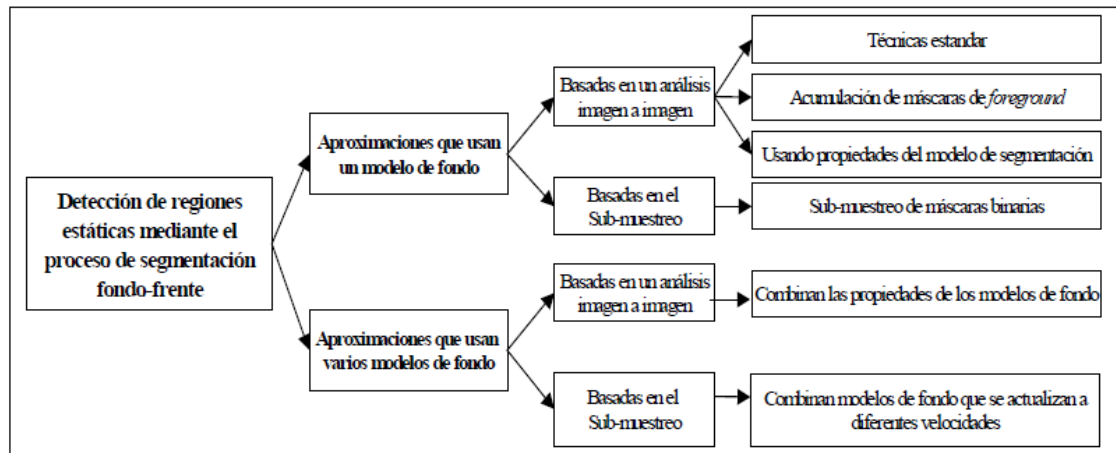 Detección de regiones
estáticas mediante el
proceso de segmentación
fondo-frente
Aproximaciones que usan
un modelo de fondo
Basadas en un análisis
imagen a imagen
Técnicas estandar
Acumulación de máscaras de foreground
Usando propiedades del modelo de segmentación
Basadas en el
Sub-muestreo
Sub-muestreo de máscaras binarias
Aproximaciones que usan
varios modelos de fondo
Basadas en un análisis
imagen a imagen
Combinan las propiedades de los modelos de fondo
Basadas en el
Sub-muestreo
Combinan modelos de fondo que se actualizan a
diferentes velocidades